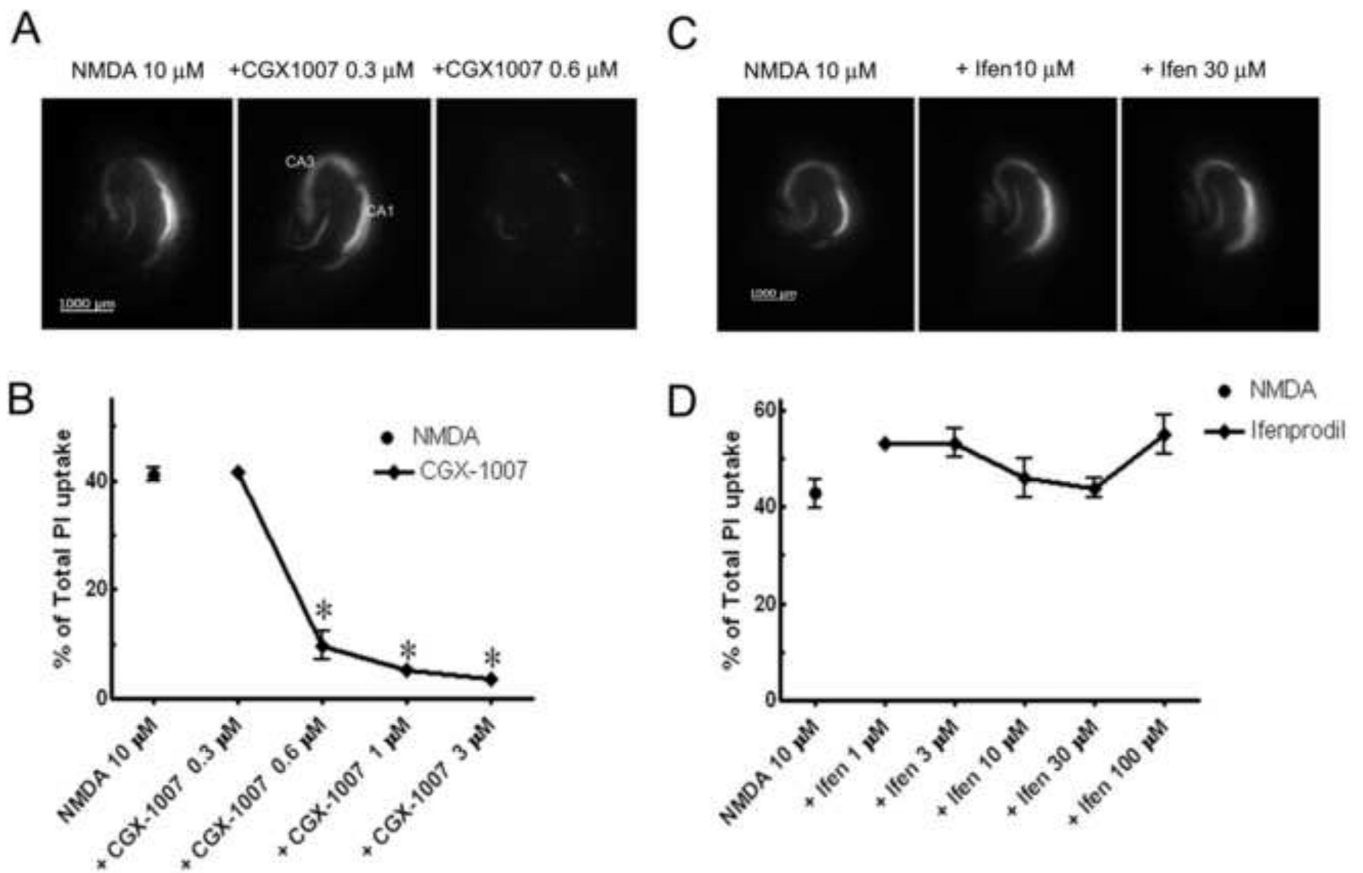 A
NMDA 10 μM
+CGX1007 0.3 μM
+CGX1007 0.6 μM
CA3
CA1
1000 μm
C
NMDA 10 μM
+ Ifen10 μM
+ Ifen 30 μM
1000 μm
B
% of Total PI uptake
40
20
0
NMDA
CGX-1007
*
*
*
NMDA 10 μM
+ CGX-1007 0.3 μM
+ CGX-1007 0.6 μM
+ CGX-1007 1 μM
+ CGX-1007 3 μM
D
% of Total PI uptake
60
40
20
0
NMDA
Ifenprodil
NMDA 10 μM
+ Ifen 1 μM
+ Ifen 3 μM
+ Ifen 10 μM
+ Ifen 30 μM
+ Ifen 100 μM